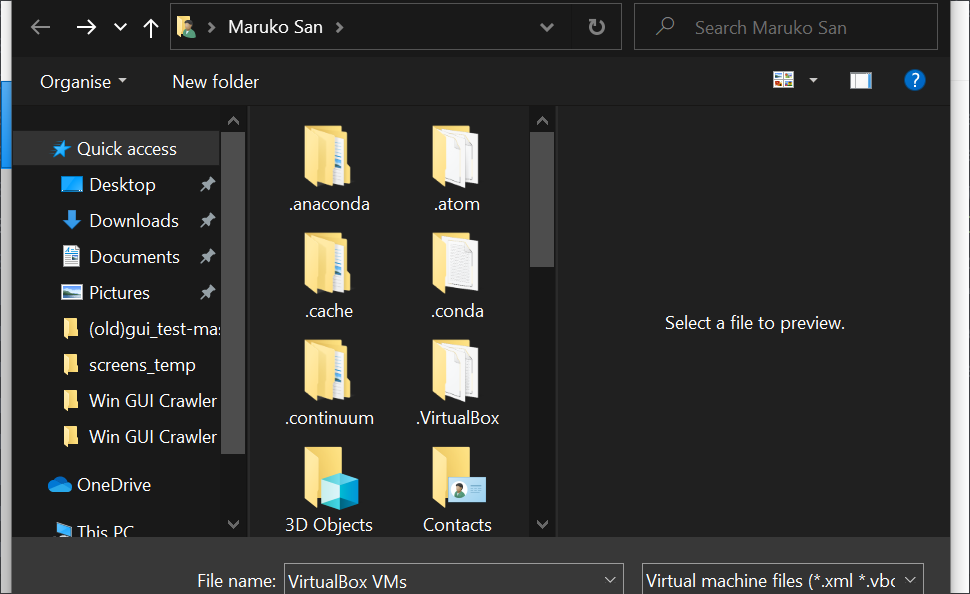 Maruko San
Search Maruko San
Organise
New folder
?
Quick access
Desktop
Downloads
Documents
Pictures
(old)gui_test-mas
screens_temp
Win GUI Crawler
Win GUI Crawler
OneDrive
This PC
.anaconda
.atom
.cache
.conda
.continuum
.VirtualBox
3D Objects
Contacts
Select a file to preview.
File name:
VirtualBox VMs
Virtual machine files (*.xml *.vbo